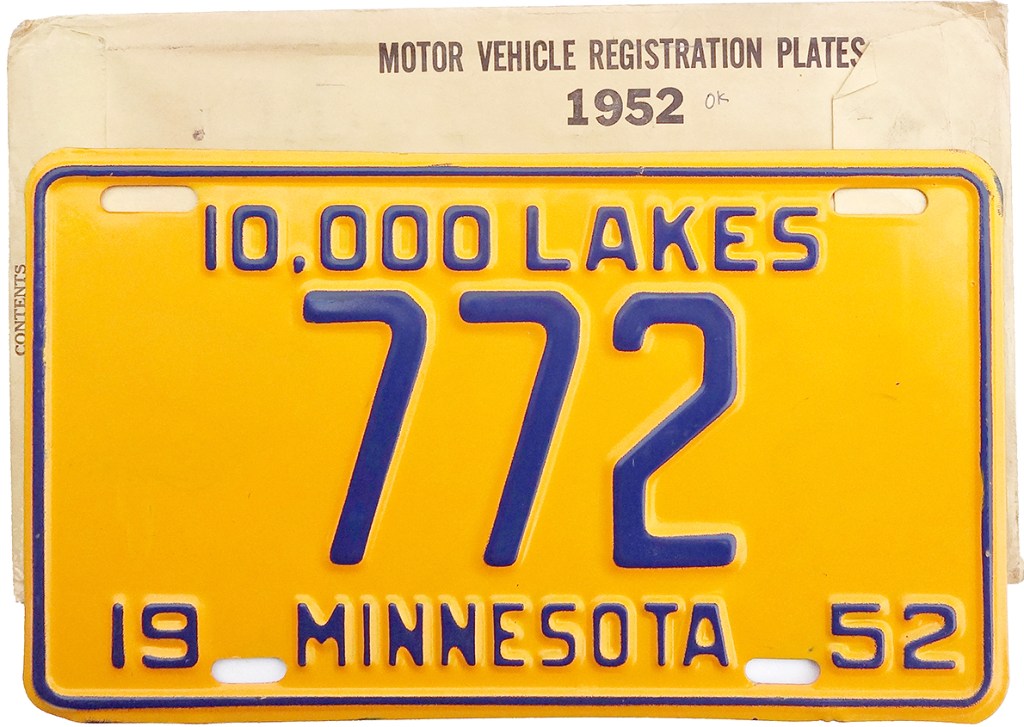 MOTOR VEHICLE REGISTRATION PLATES
1952 OK
CONTENTS
10,000 LAKES
772
19 MINNESOTA 52